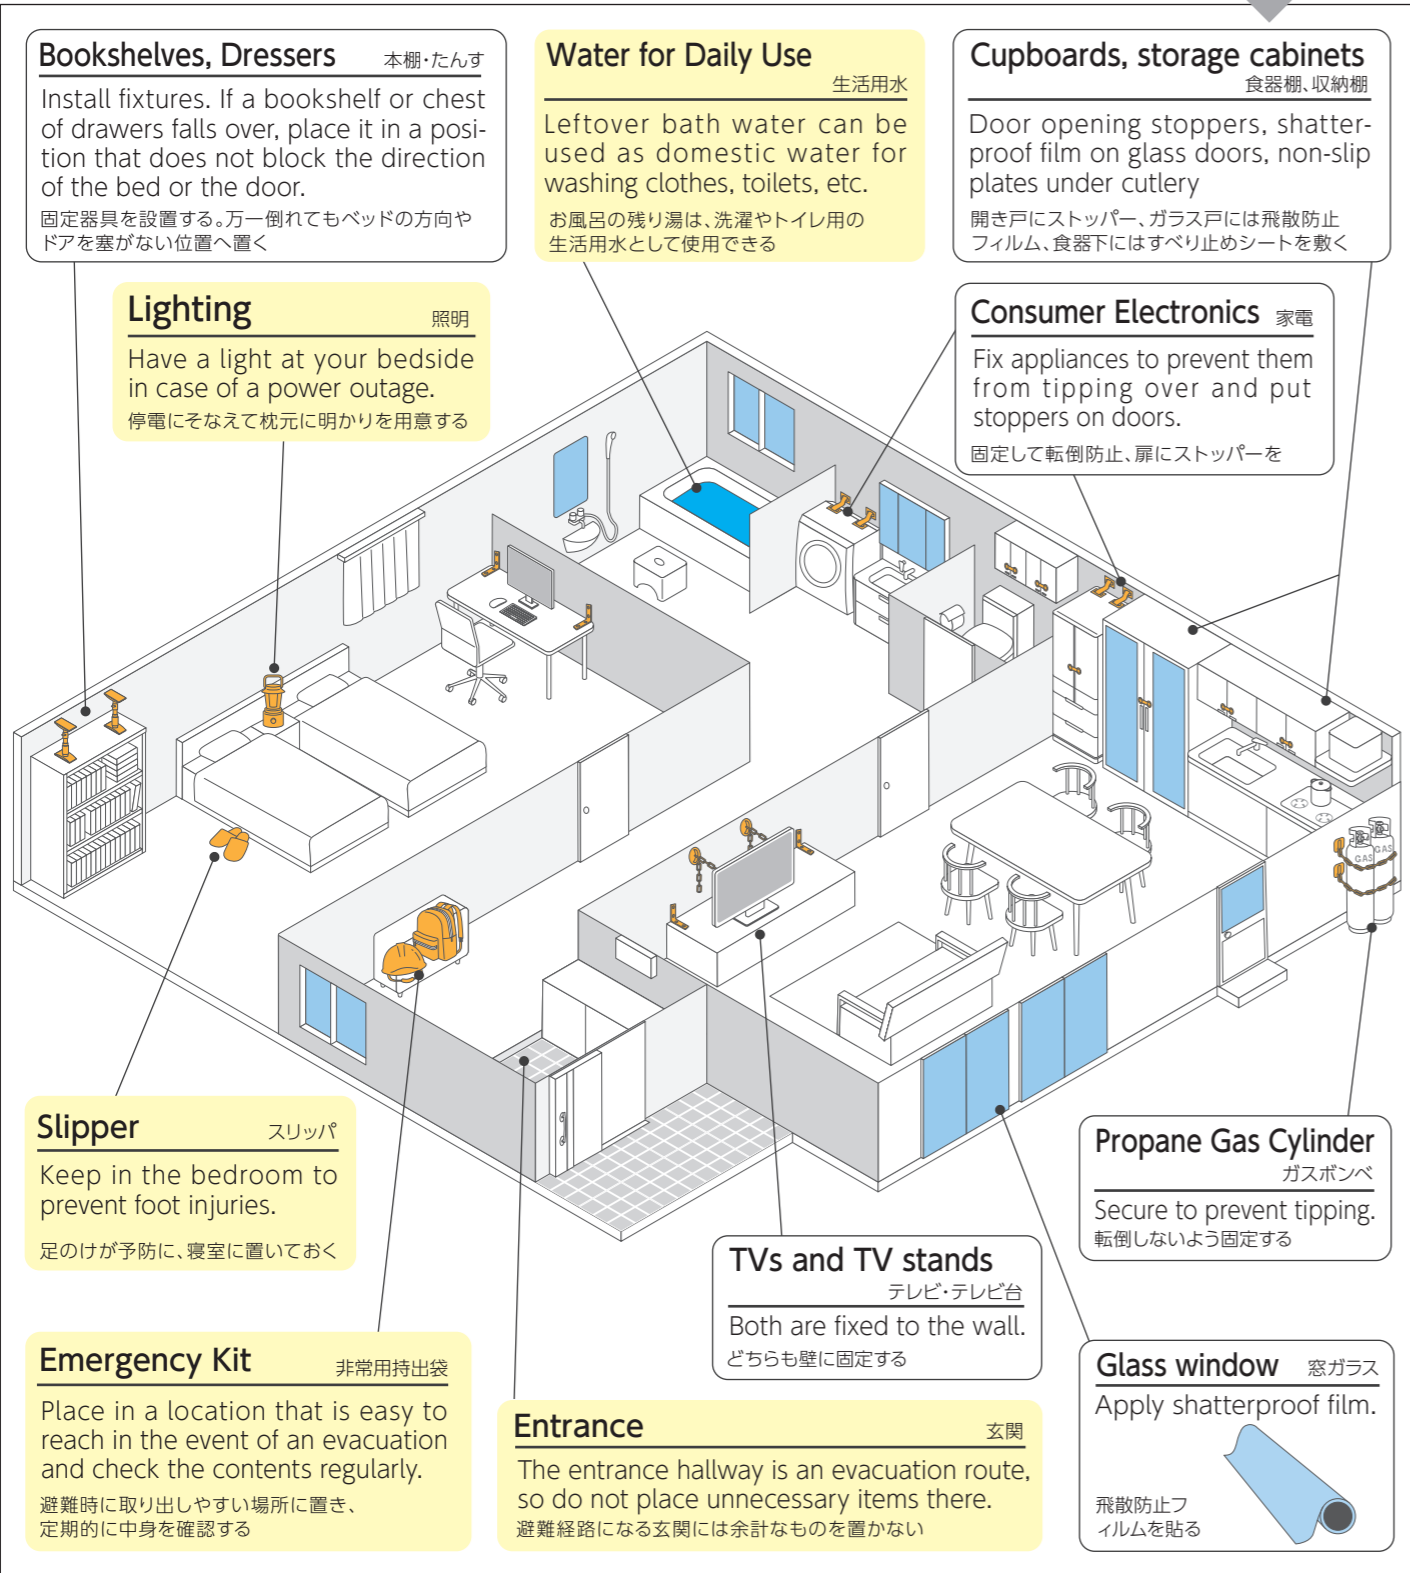 Bookshelves, Dressers 本棚・たんす
Install fixtures. If a bookshelf or chest
of drawers falls over, place it in a posi-
tion that does not block the direction
of the bed or the door.
固定器具を設置する。万一倒れてもベッドの方向や
ドアを塞がない位置へ置く
Water for Daily Use
生活用水
Leftover bath water can be
used as domestic water for
washing clothes, toilets, etc.
お風呂の残り湯は、洗濯やトイレ用の
生活用水として使用できる
Cupboards, storage cabinets
食器棚、収納棚
Door opening stoppers, shatter-
proof film on glass doors, non-slip
plates under cutlery
開き戸にストッパー、ガラス戸には飛散防止
フィルム、食器下にはすべり止めシートを敷く
Lighting 照明
Have a light at your bedside
in case of a power outage.
停電にそなえて枕元に明かりを用意する
Consumer Electronics 家電
Fix appliances to prevent them
from tipping over and put
stoppers on doors.
固定して転倒防止、扉にストッパーを
GAS
GAS
Slipper スリッパ
Keep in the bedroom to
prevent foot injuries.
足のけが予防に、寝室に置いておく
Propane Gas Cylinder
ガスボンベ
Secure to prevent tipping.
転倒しないよう固定する
TVs and TV stands
テレビ・テレビ台
Both are fixed to the wall.
どちらも壁に固定する
Emergency Kit 非常用持出袋
Place in a location that is easy to
reach in the event of an evacuation
and check the contents regularly.
避難時に取り出しやすい場所に置き、
定期的に中身を確認する
Entrance 玄関
The entrance hallway is an evacuation route,
so do not place unnecessary items there.
避難経路になる玄関には余計なものを置かない
Glass window 窓ガラス
Apply shatterproof film.
飛散防止フ
ィルムを貼る